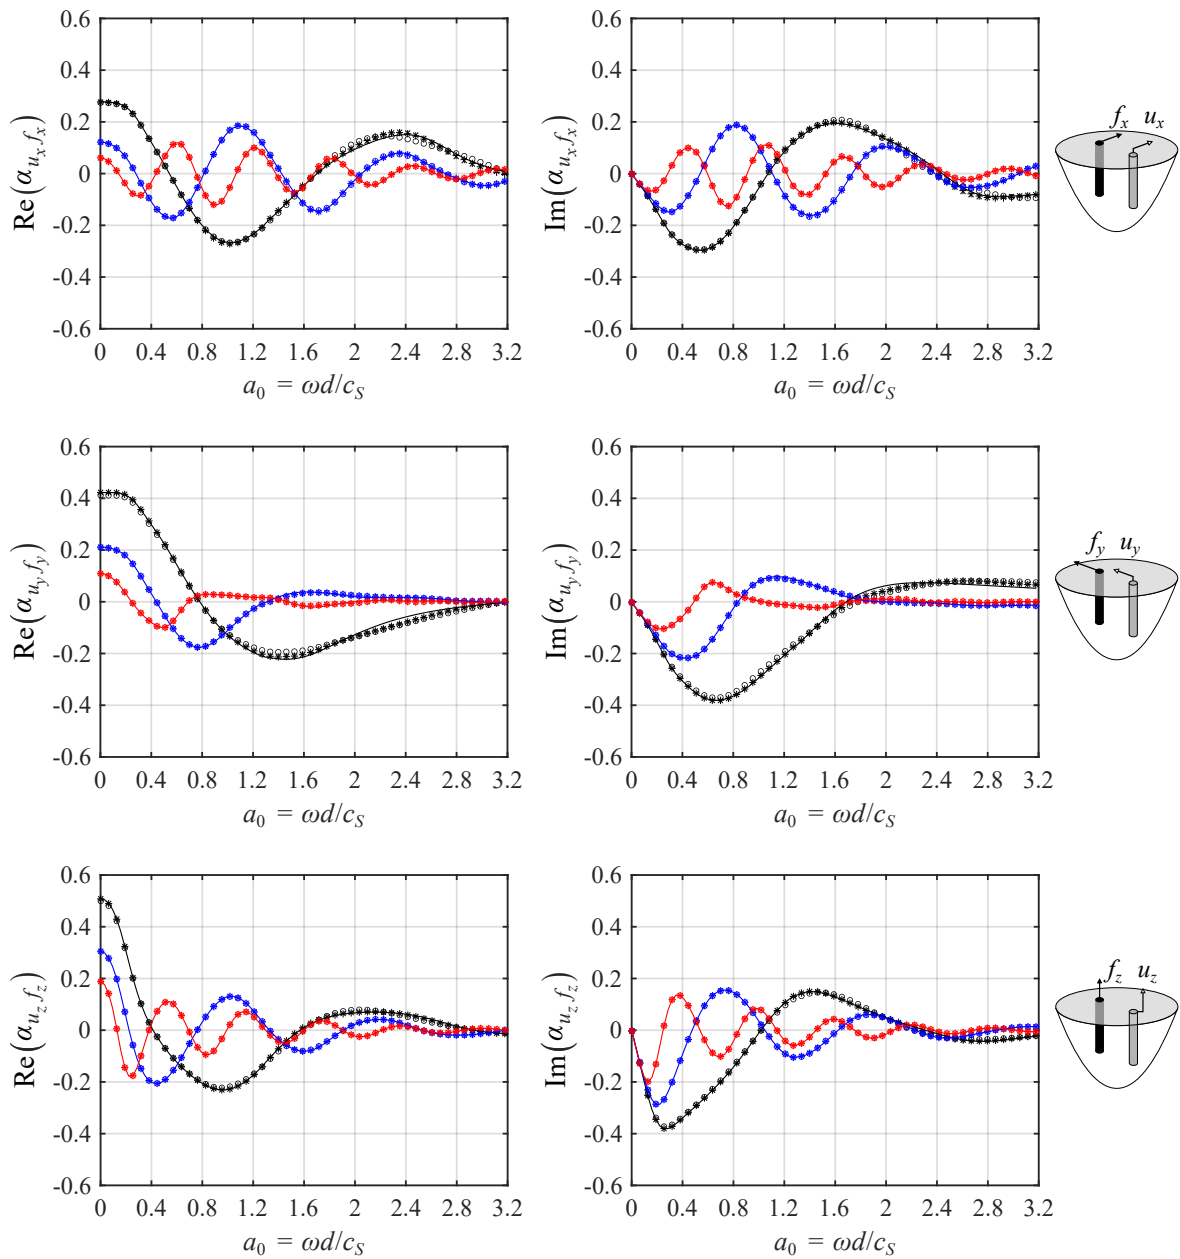 0.6
0.4
0.2
0
-0.2
-0.4
-0.6
Re(α_{u_x f_x})
0 0.4 0.8 1.2 1.6 2 2.4 2.8 3.2
a_0 = ωd/c_S
0.6
0.4
0.2
0
-0.2
-0.4
-0.6
Im(α_{u_x f_x})
0 0.4 0.8 1.2 1.6 2 2.4 2.8 3.2
a_0 = ωd/c_S
f_x u_x
0.6
0.4
0.2
0
-0.2
-0.4
-0.6
Re(α_{u_y f_y})
0 0.4 0.8 1.2 1.6 2 2.4 2.8 3.2
a_0 = ωd/c_S
0.6
0.4
0.2
0
-0.2
-0.4
-0.6
Im(α_{u_y f_y})
0 0.4 0.8 1.2 1.6 2 2.4 2.8 3.2
a_0 = ωd/c_S
f_y u_y
0.6
0.4
0.2
0
-0.2
-0.4
-0.6
Re(α_{u_z f_z})
0 0.4 0.8 1.2 1.6 2 2.4 2.8 3.2
a_0 = ωd/c_S
0.6
0.4
0.2
0
-0.2
-0.4
-0.6
Im(α_{u_z f_z})
0 0.4 0.8 1.2 1.6 2 2.4 2.8 3.2
a_0 = ωd/c_S
f_z u_z